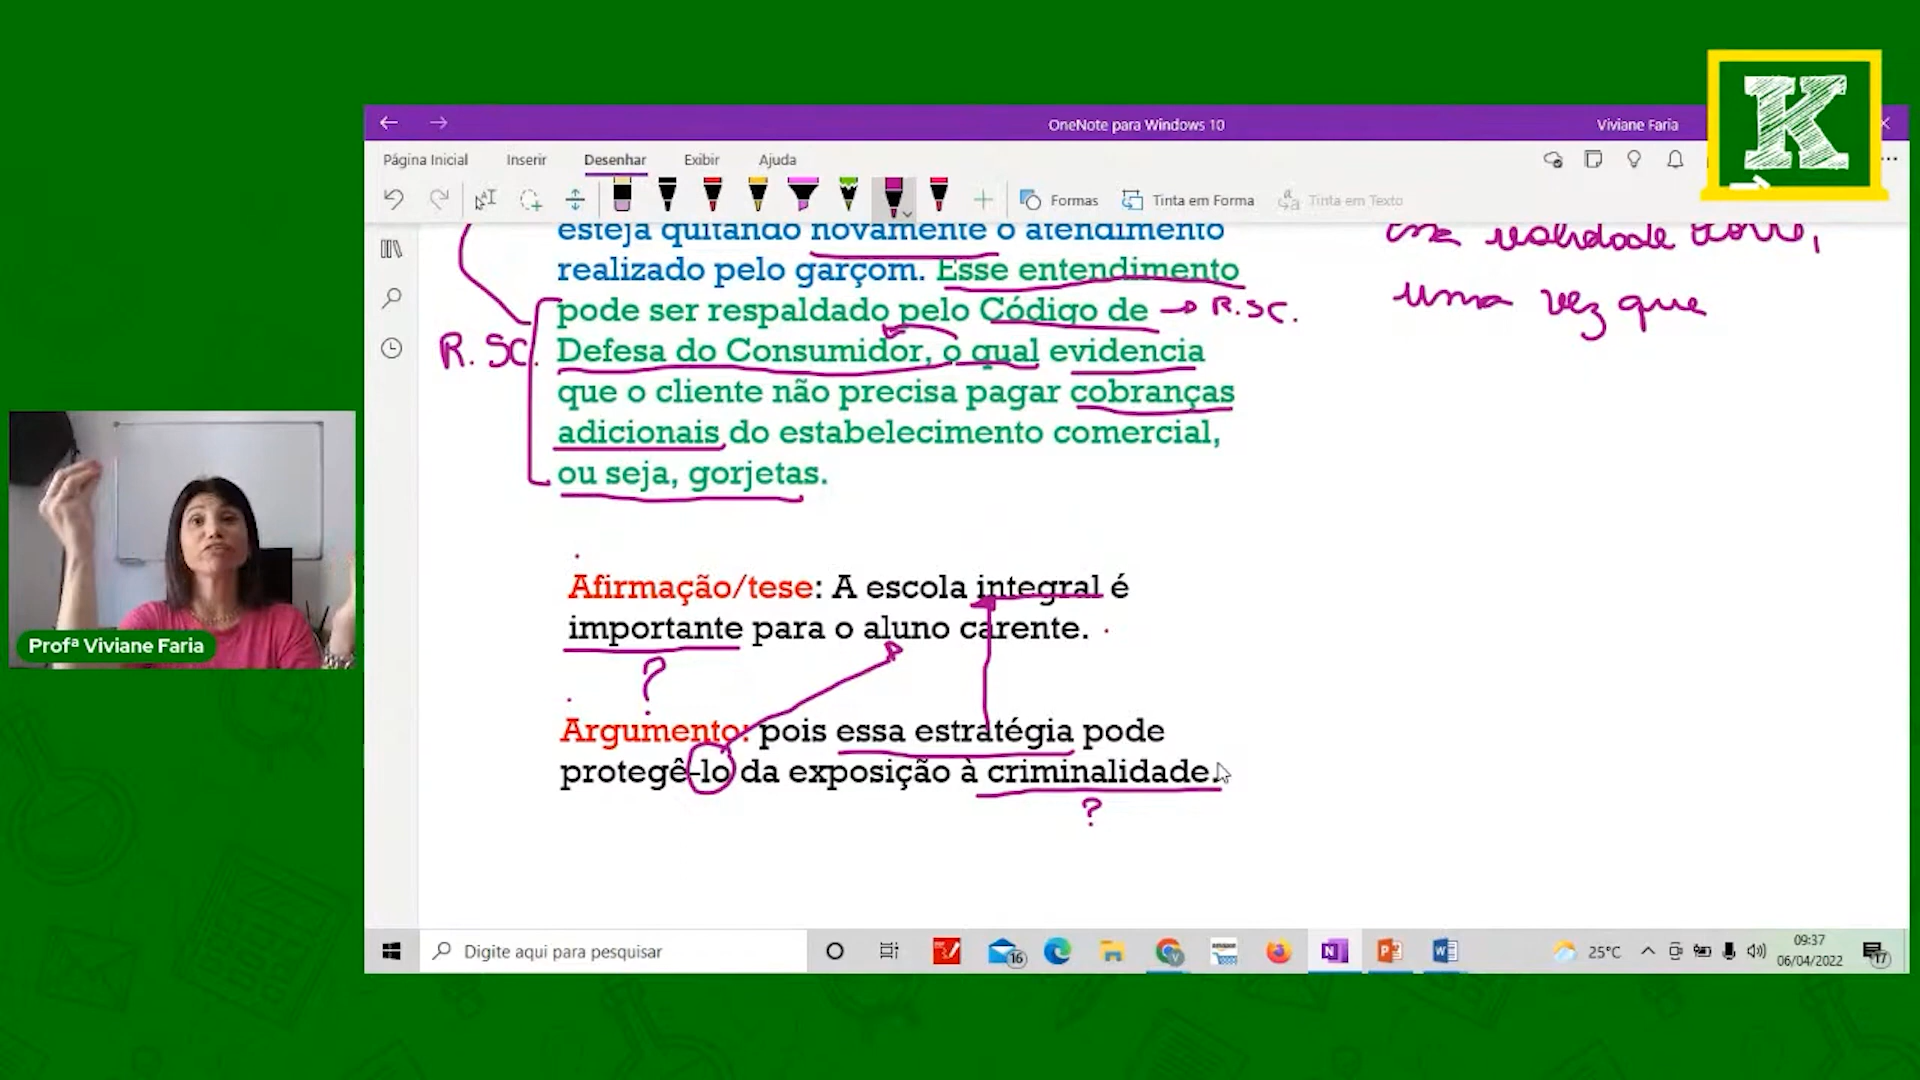 K
OneNote para Windows 10
Viviane Faria
Página Inicial
Inserir
Desenhar
Exibir
Ajuda
Formas
Tinta em Forma
Tinta em Texto
esteja quitando novamente o atendimento
realizado pelo garçom. Esse entendimento
pode ser respaldado pelo Código de
→ R.SC.
R. SC.
Defesa do Consumidor, o qual evidencia
que o cliente não precisa pagar cobranças
adicionais do estabelecimento comercial,
ou seja, gorjetas.
realidade
uma vez que
Afirmação/tese: A escola integral é
importante para o aluno carente.
?
Argumento: pois essa estratégia pode
protegê-lo da exposição à criminalidade.
?
Profª Viviane Faria
Digite aqui para pesquisar
16
25°C
09:37
06/04/2022
17